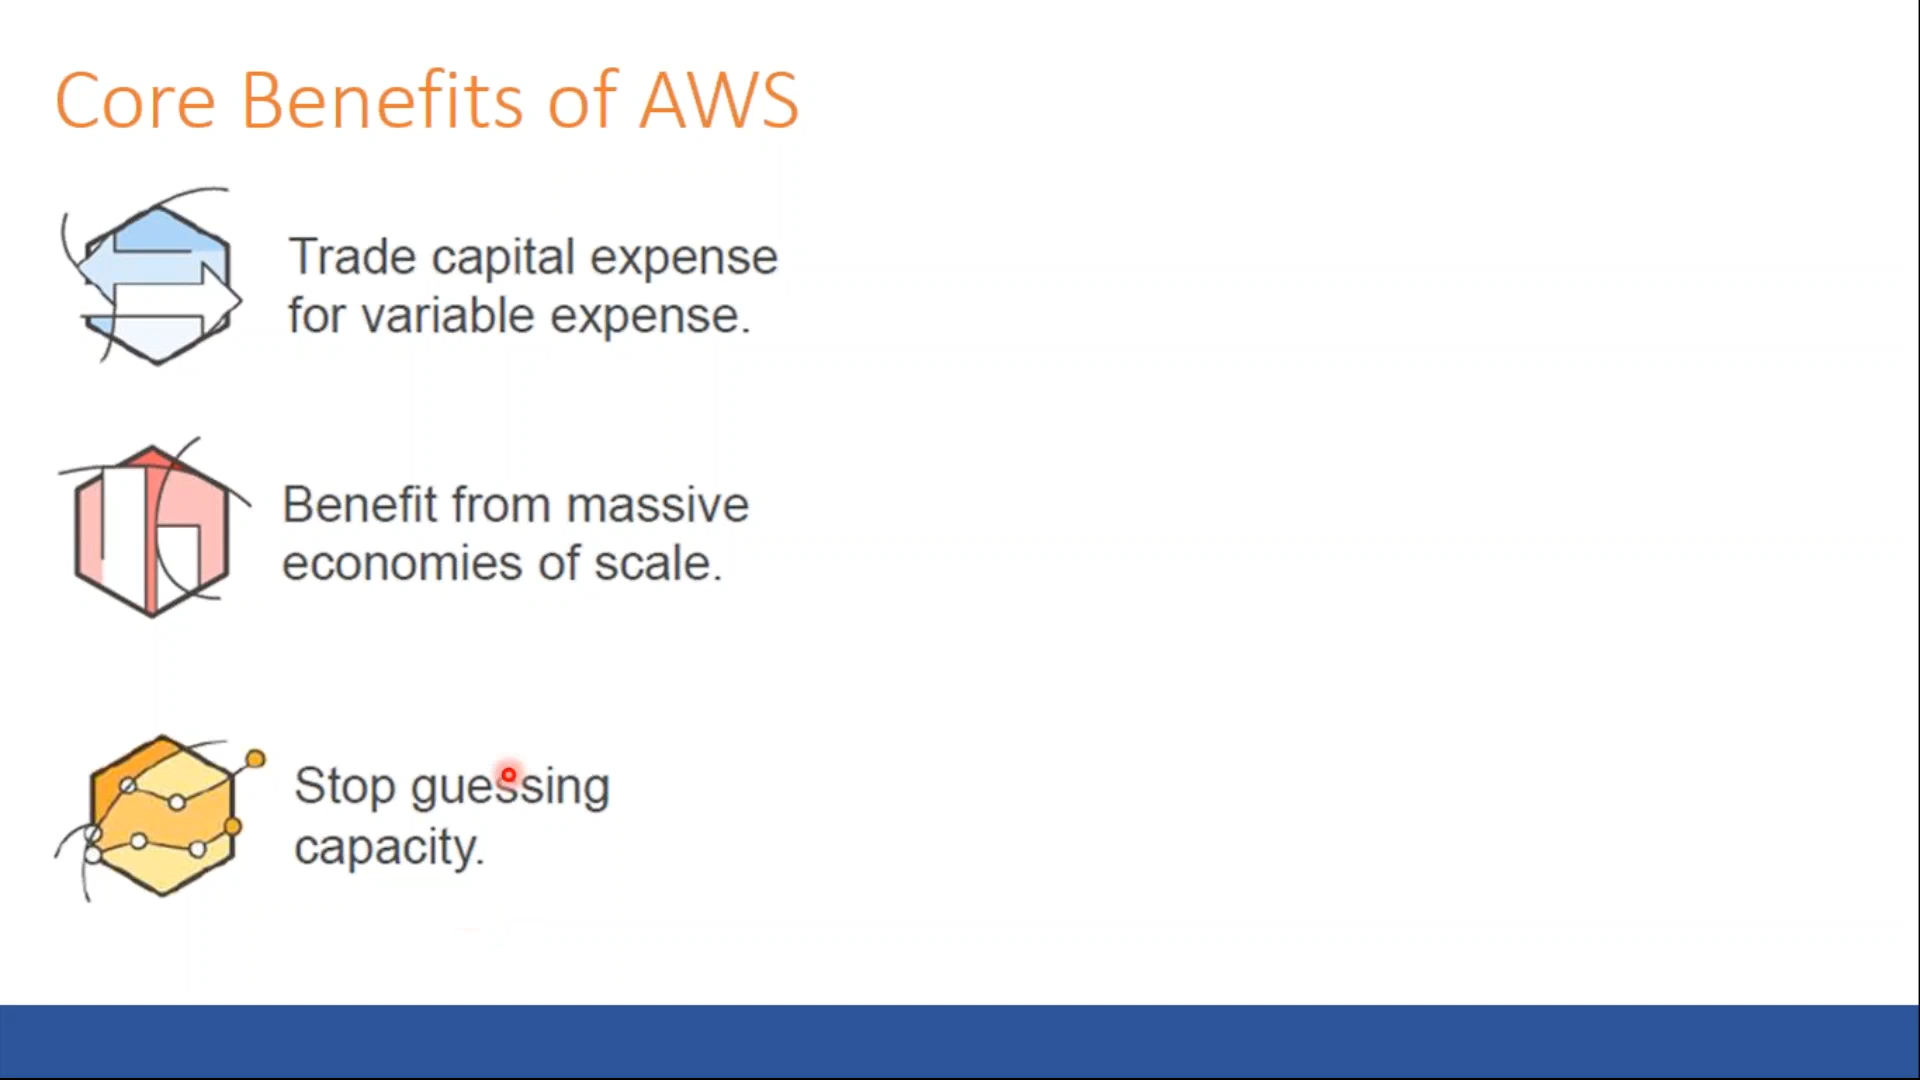 Core Benefits of AWS
Trade capital expense
for variable expense.
Benefit from massive
economies of scale.
Stop guessing
capacity.